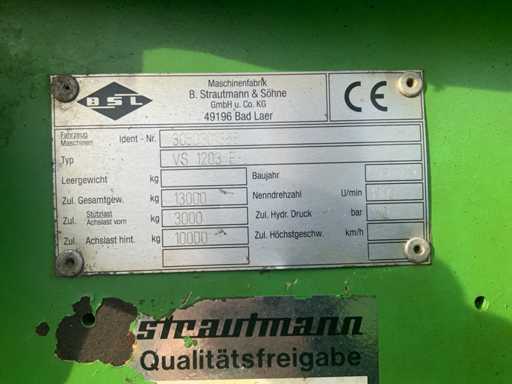 BSL
Maschinenfabrik
B. Strautmann & Söhne
GmbH u. Co. KG
49196 Bad Laer
CE
Fahrzeug
Maschinen
Ident - Nr.
Typ VS 1203
Leergewicht kg
Baujahr
Zul. Gesamtgew. kg 13000
Nenndrehzahl U/min
Zul. Stützlast Achslast vorn kg 3000
Zul. Hydr. Druck bar
Zul. Achslast hint. kg 10000
Zul. Höchstgeschw. km/h
strautmann
Qualitätsfreigabe